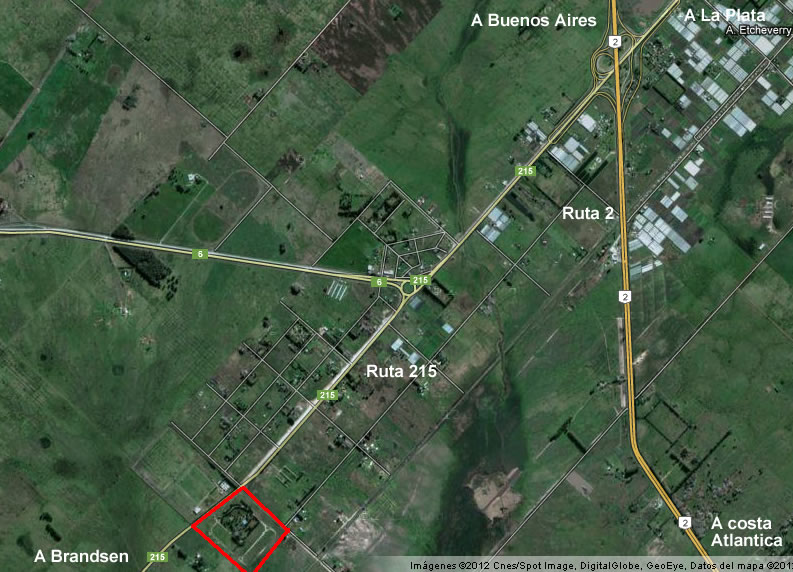 A Buenos Aires
A La Plata
A. Etcheverry
2
215
Ruta 2
6
6
215
2
Ruta 215
215
2
A costa
Atlantica
A Brandsen
215
Imágenes ©2012 Cnes/Spot Image, DigitalGlobe, GeoEye, Datos del mapa ©201